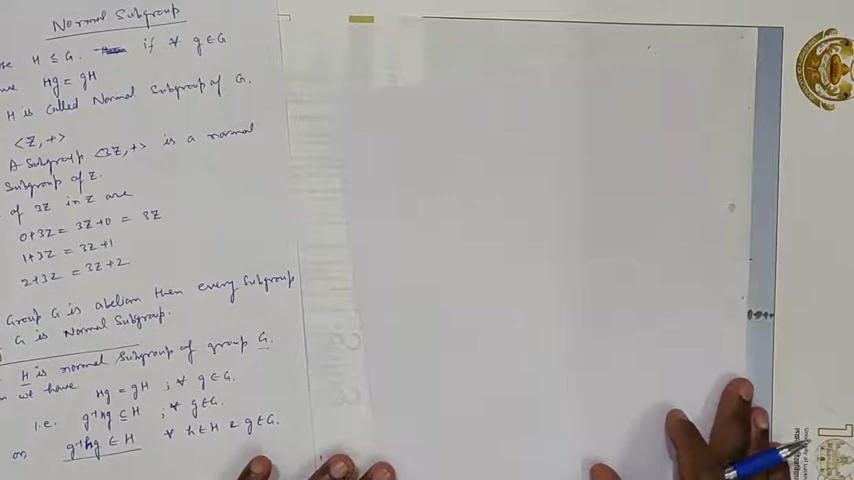 Normal Subgroup
H ≤ G. if ∀ g ∈ G
Hg = gH
H is called Normal Subgroup of G.
<Z, +>
A Subgroup <3Z, +> is a normal
Subgroup of Z.
of 3Z in Z are
0+3Z = 3Z+0 = 3Z
1+3Z = 3Z+1
2+3Z = 3Z+2
Group G is abelian then every Subgroup
G is Normal Subgroup.
H is normal Subgroup of group G.
we have
Hg = gH ; ∀ g ∈ G.
i.e. g⁻¹Hg ⊆ H ; ∀ g ∈ G.
or g⁻¹hg ∈ H ∀ h ∈ H & g ∈ G.